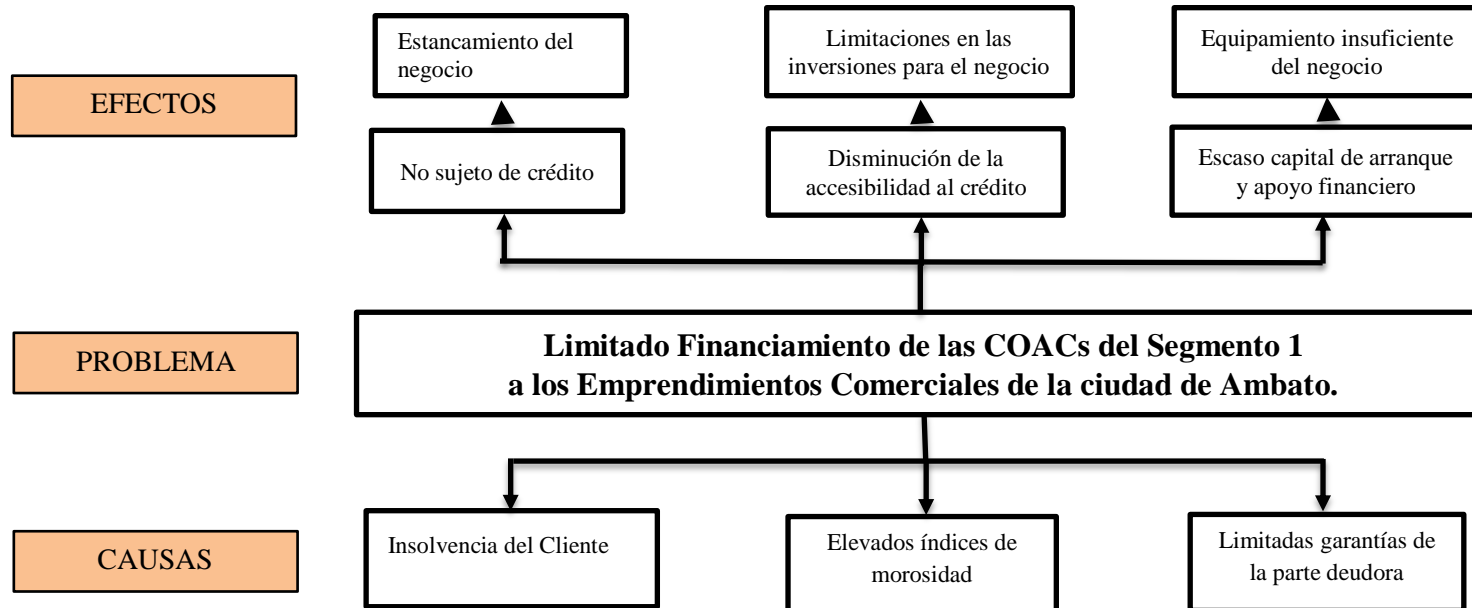 Estancamiento del
negocio
Limitaciones en las
inversiones para el negocio
Equipamiento insuficiente
del negocio
EFECTOS
No sujeto de crédito
Disminución de la
accesibilidad al crédito
Escaso capital de arranque
y apoyo financiero
PROBLEMA
Limitado Financiamiento de las COACs del Segmento 1
a los Emprendimientos Comerciales de la ciudad de Ambato.
CAUSAS
Insolvencia del Cliente
Elevados índices de
morosidad
Limitadas garantías de
la parte deudora